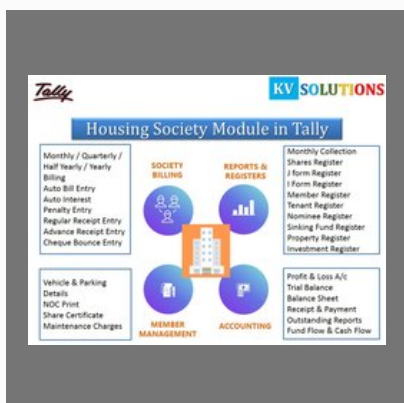 Tally
KV SOLUTIONS
Housing Society Module in Tally
Monthly / Quarterly /
Half Yearly / Yearly
Billing
Auto Bill Entry
Auto Interest
Penalty Entry
Regular Receipt Entry
Advance Receipt Entry
Cheque Bounce Entry
SOCIETY
BILLING
REPORTS &
REGISTERS
Monthly Collection
Shares Register
J form Register
I form Register
Member Register
Tenant Register
Nominee Register
Sinking Fund Register
Property Register
Investment Register
Vehicle & Parking
Details
NOC Print
Share Certificate
Maintenance Charges
MEMBER
MANAGEMENT
ACCOUNTING
Profit & Loss A/c
Trial Balance
Balance Sheet
Receipt & Payment
Outstanding Reports
Fund Flow & Cash Flow